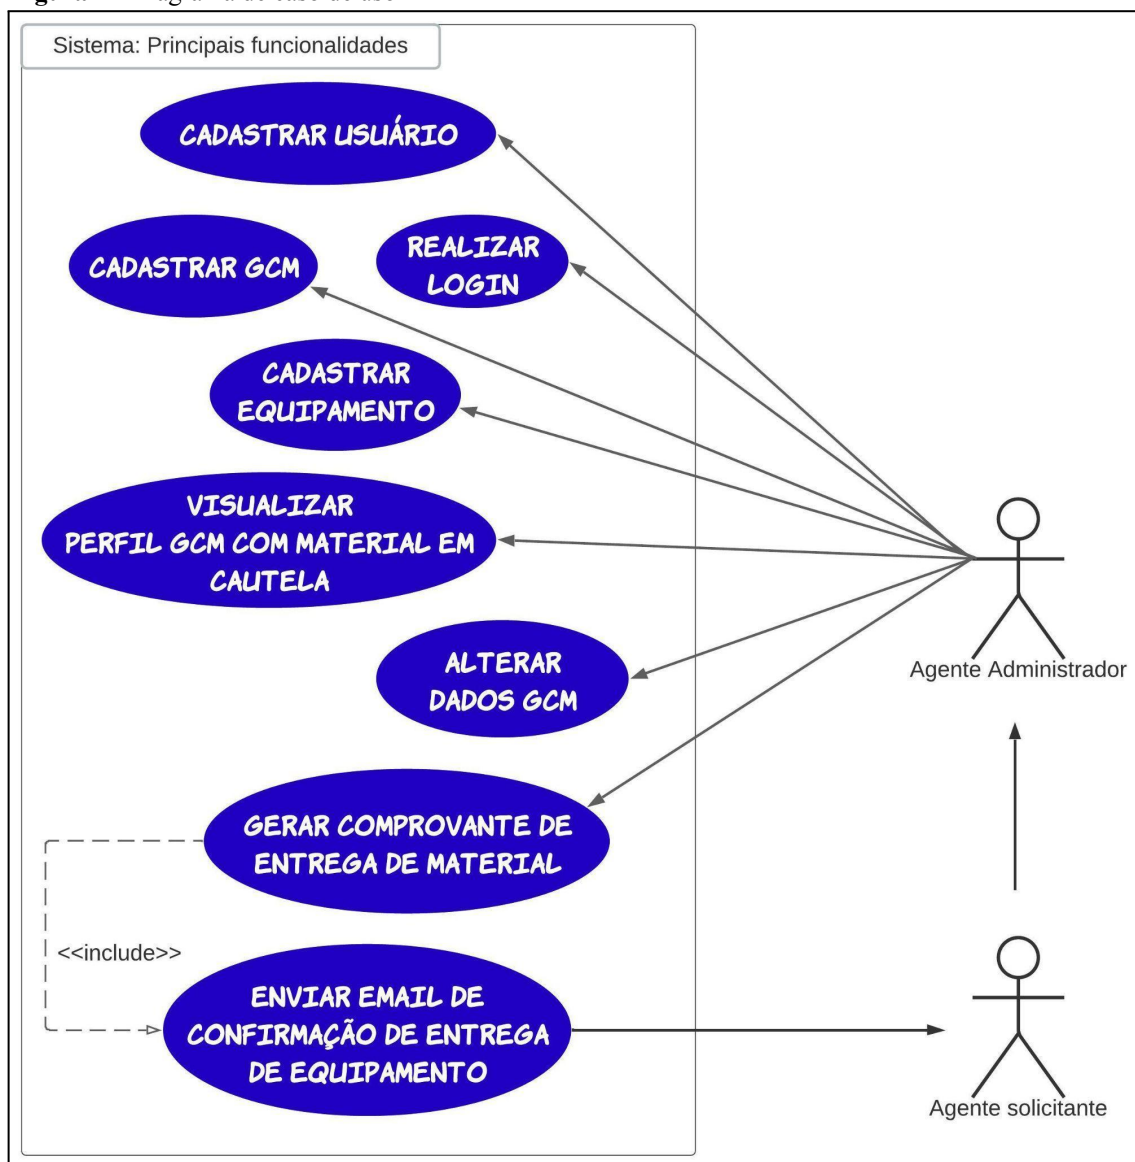 Sistema: Principais funcionalidades
CADASTRAR USUÁRIO
CADASTRAR GCM
REALIZAR
LOGIN
CADASTRAR
EQUIPAMENTO
VISUALIZAR
PERFIL GCM COM MATERIAL EM
CAUTELA
ALTERAR
DADOS GCM
Agente Administrador
GERAR COMPROVANTE DE
ENTREGA DE MATERIAL
<<include>>
ENVIAR EMAIL DE
CONFIRMAÇÃO DE ENTREGA
DE EQUIPAMENTO
Agente solicitante